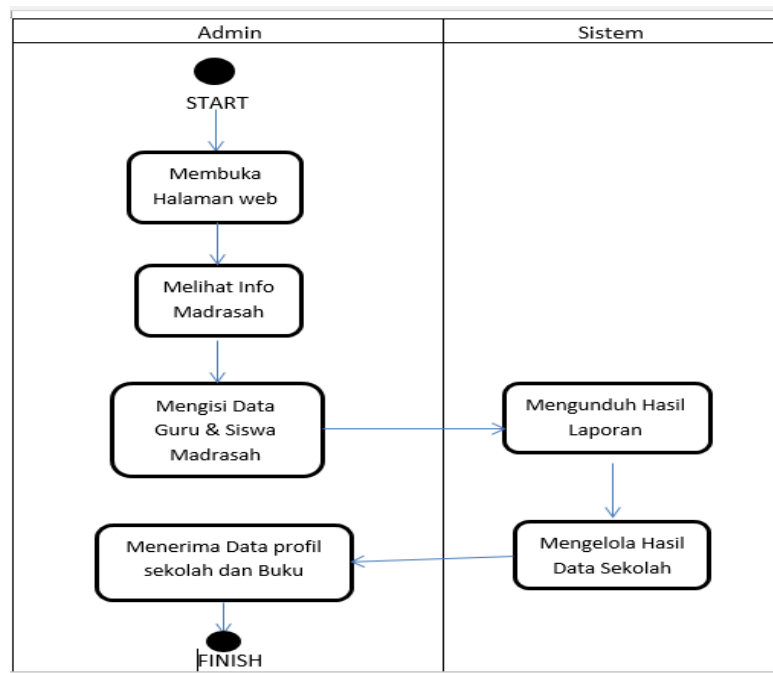 Admin
Sistem
START
Membuka
Halaman web
Melihat Info
Madrasah
Mengisi Data
Guru & Siswa
Madrasah
Mengunduh Hasil
Laporan
Mengelola Hasil
Data Sekolah
Menerima Data profil
sekolah dan Buku
FINISH